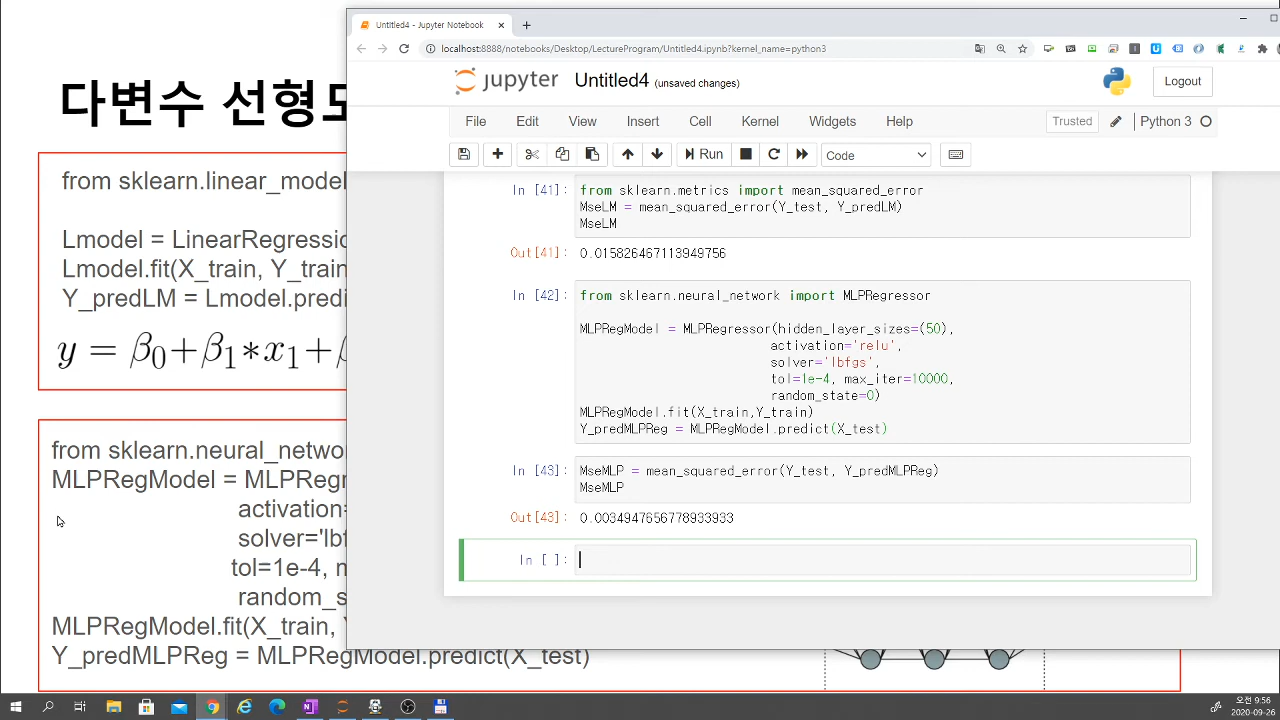 Untitled4 - Jupyter Notebook
localhost:8888/notebooks/Desktop/LectureProgram/Untitled4.ipynb?kernel_name=python3
jupyter Untitled4 (unsaved changes)
Logout
File Edit View Insert Cell Kernel Widgets Help
Trusted
Python 3
Run
Code
In [41]:
from sklearn.metrics import mean_squared_error
MseLM = mean_squared_error(Y_test, Y_predLM)
MseLM
Out[41]: 0.015826467113949756
In [42]:
from sklearn.neural_network import MLPRegressor
MLPRegModel = MLPRegressor(hidden_layer_sizes=(50),
activation='relu',
solver='lbfgs',
tol=1e-4, max_iter=10000,
random_state=0)
MLPRegModel.fit(X_train,Y_train)
Y_predMLPReg = MLPRegModel.predict(X_test)
In [43]:
MseMLP = mean_squared_error(Y_test, Y_predMLPReg)
MseMLP
Out[43]: 0.0034947656778933933
In [ ]:
다변수 선형
from sklearn.linear_model
Lmodel = LinearRegressio
Lmodel.fit(X_train, Y_train
Y_predLM = Lmodel.predi
y = β0+β1*x1+β
from sklearn.neural_netwo
MLPRegModel = MLPRegr
activation=
solver='lbf
tol=1e-4, m
random_s
MLPRegModel.fit(X_train, Y
Y_predMLPReg = MLPRegModel.predict(X_test)
오전 9:56
2020-09-26